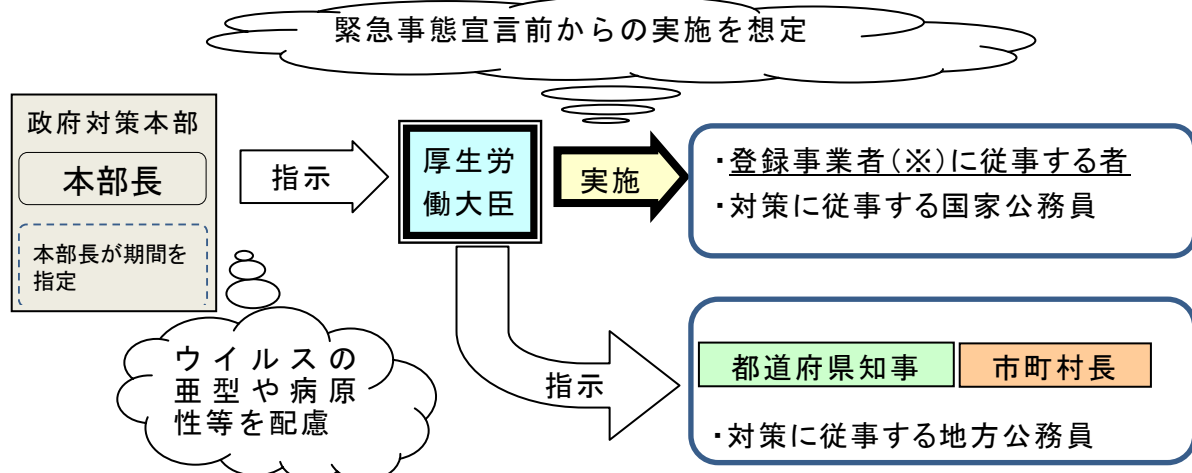 緊急事態宣言前からの実施を想定
政府対策本部
本部長
本部長が期間を
指定
指示
厚生労
働大臣
実施
・登録事業者(※)に従事する者
・対策に従事する国家公務員
ウイルスの
亜型や病原
性等を配慮
指示
都道府県知事
市町村長
・対策に従事する地方公務員